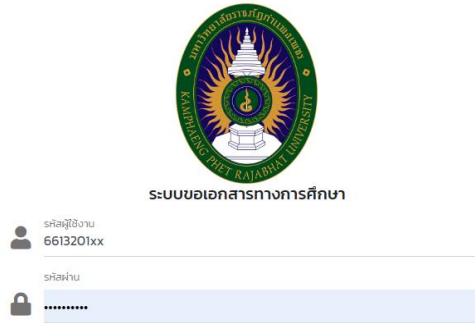 มหาวิทยาลัยราชภัฏกำแพงเพชร
KAMPHAENG PHET RAJABHAT UNIVERSITY
ระบบขอเอกสารทางการศึกษา
รหัสผู้ใช้งาน
6613201xx
รหัสผ่าน
••••••••••